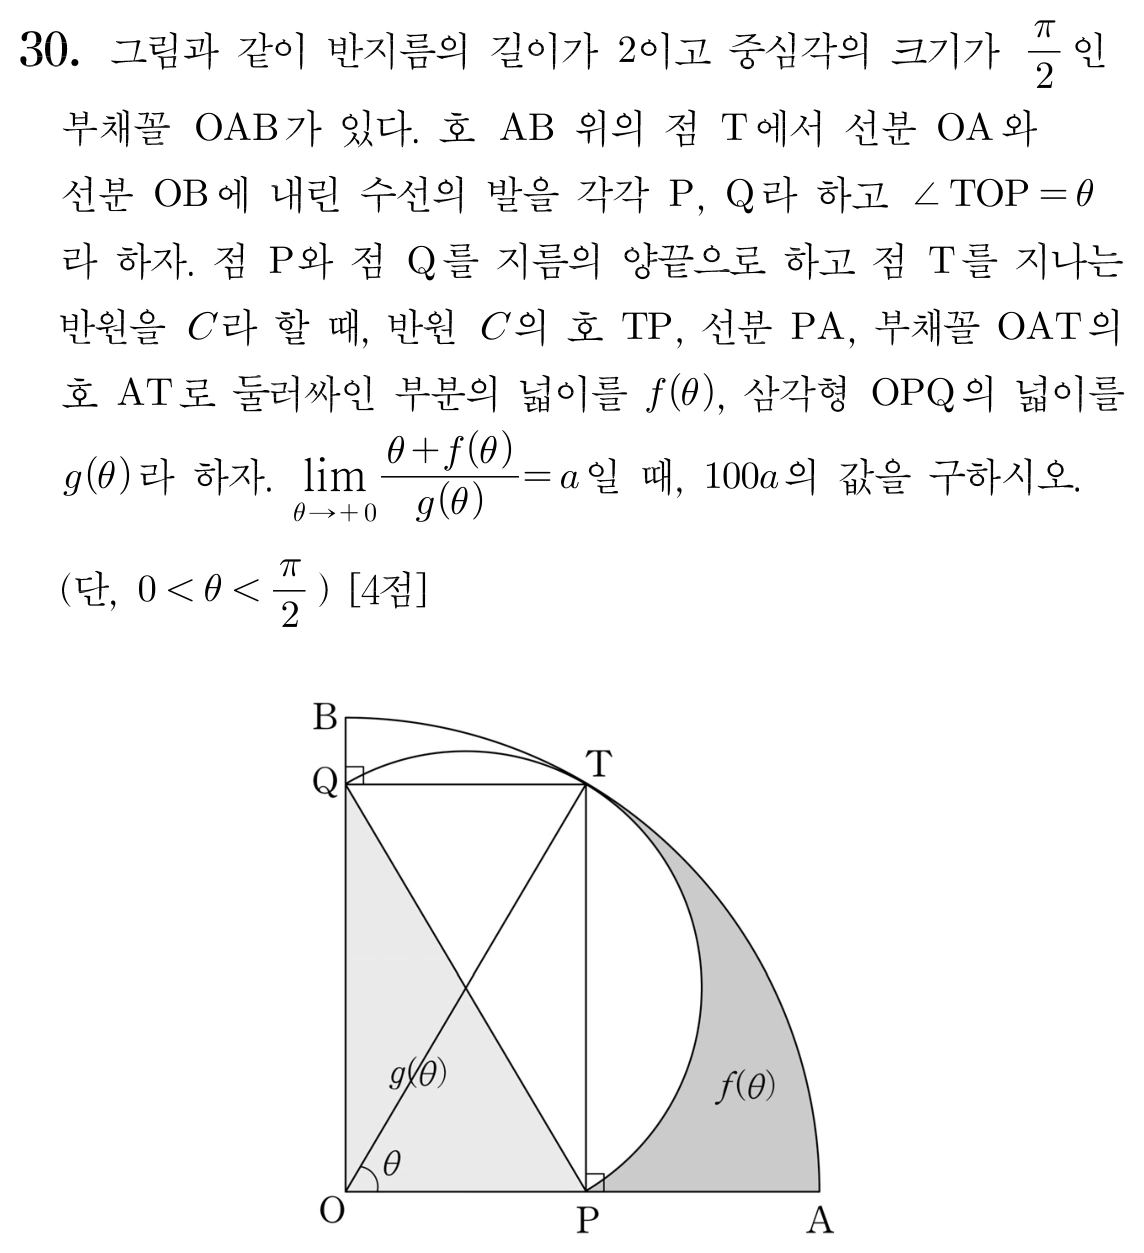 30. 그림과 같이 반지름의 길이가 2이고 중심각의 크기가 π/2 인
부채꼴 OAB가 있다. 호 AB 위의 점 T에서 선분 OA와
선분 OB에 내린 수선의 발을 각각 P, Q라 하고 ∠TOP=θ
라 하자. 점 P와 점 Q를 지름의 양끝으로 하고 점 T를 지나는
반원을 C라 할 때, 반원 C의 호 TP, 선분 PA, 부채꼴 OAT의
호 AT로 둘러싸인 부분의 넓이를 f(θ), 삼각형 OPQ의 넓이를
g(θ)라 하자. lim θ→+0 (θ+f(θ))/g(θ) = a일 때, 100a의 값을 구하시오.
(단, 0<θ<π/2) [4점]
B
T
Q
g(θ)
f(θ)
θ
O
P
A